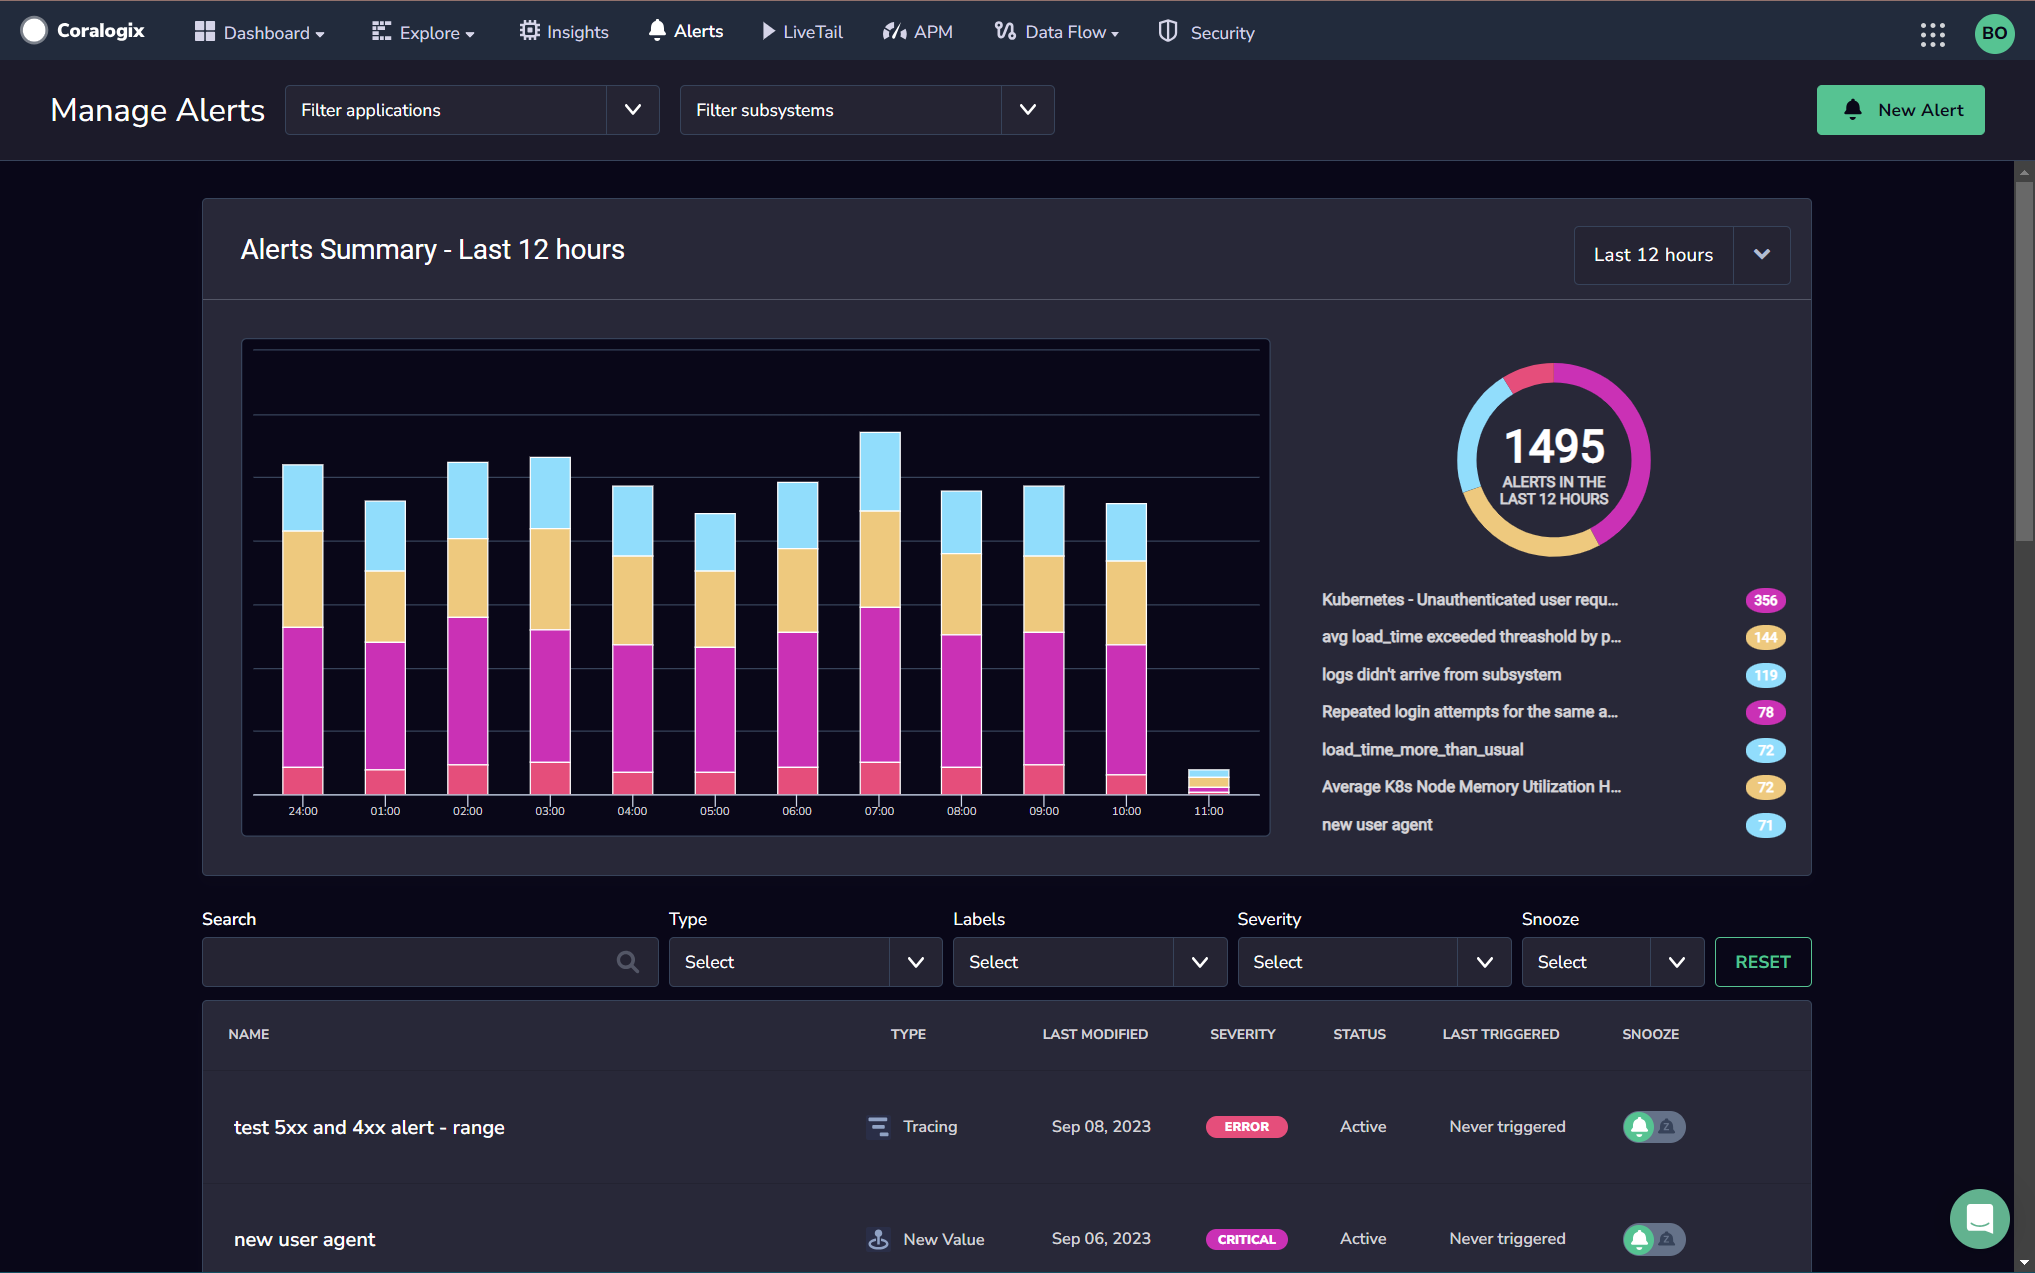 Coralogix
Dashboard
Explore
Insights
Alerts
LiveTail
APM
Data Flow
Security
BO
Manage Alerts
Filter applications
Filter subsystems
New Alert
Alerts Summary - Last 12 hours
Last 12 hours
24:00 01:00 02:00 03:00 04:00 05:00 06:00 07:00 08:00 09:00 10:00 11:00
1495
ALERTS IN THE
LAST 12 HOURS
Kubernetes - Unauthenticated user requ... 356
avg load_time exceeded threashold by p... 144
logs didn't arrive from subsystem 119
Repeated login attempts for the same a... 78
load_time_more_than_usual 72
Average K8s Node Memory Utilization H... 72
new user agent 71
Search Type Labels Severity Snooze
Select Select Select Select RESET
NAME TYPE LAST MODIFIED SEVERITY STATUS LAST TRIGGERED SNOOZE
test 5xx and 4xx alert - range Tracing Sep 08, 2023 ERROR Active Never triggered
new user agent New Value Sep 06, 2023 CRITICAL Active Never triggered